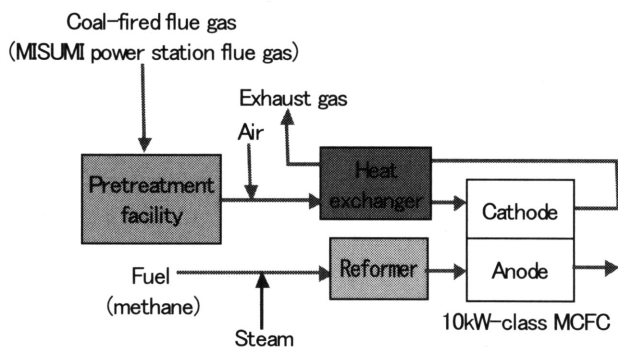 Coal-fired flue gas
(MISUMI power station flue gas)
Exhaust gas
Air
Pretreatment
facility
Heat
exchanger
Cathode
Fuel
(methane)
Reformer
Anode
Steam
10kW-class MCFC